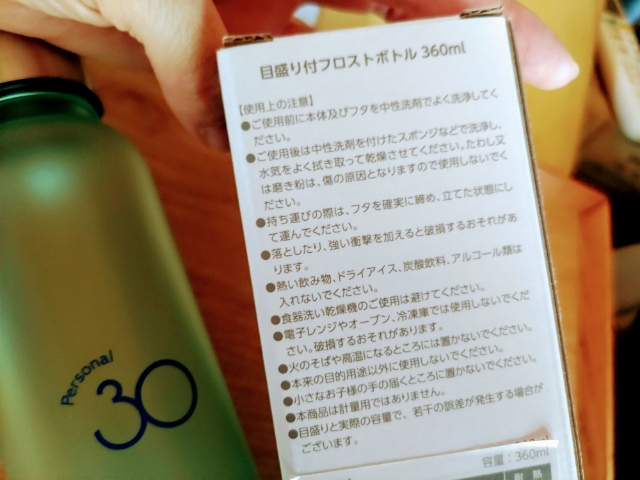 目盛り付フロストボトル 360ml
【使用上の注意】
●ご使用前に本体及びフタを中性洗剤でよく洗浄してく
ださい。
●ご使用後は中性洗剤を付けたスポンジなどで洗浄し、
水気をよく拭き取って乾燥させてください。たわし又
は磨き粉は、傷の原因となりますので使用しないでく
ださい。
●持ち運びの際は、フタを確実に締め、立てた状態にし
て運んでください。
●落としたり、強い衝撃を加えると破損するおそれがあ
ります。
●熱い飲み物、ドライアイス、炭酸飲料、アルコール類は
入れないでください。
●食器洗い乾燥機のご使用は避けてください。
●電子レンジやオーブン、冷凍庫では使用しないでくだ
さい。破損するおそれがあります。
●火のそばや高温になるところには置かないでください。
●本来の目的用途以外に使用しないでください。
●小さなお子様の手の届くところに置かないでください。
●本商品は計量用ではありません。
●目盛りと実際の容量で、若干の誤差が発生する場合が
ございます。
容量：360ml
耐熱
Personal
30